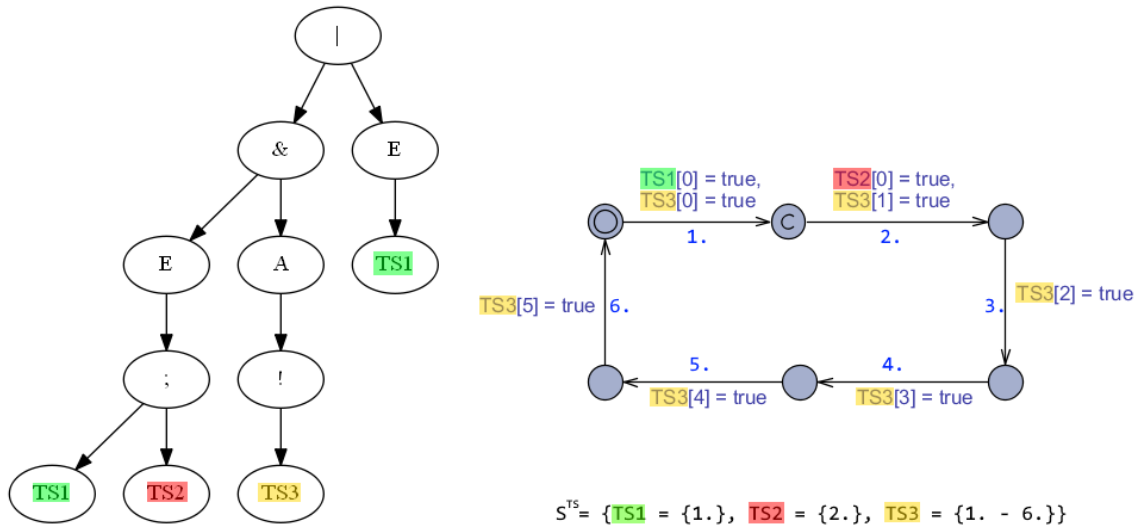 |
&
E
E
A
TS1
;
!
TS1
TS2
TS3
TS1[0] = true,
TS3[0] = true
1.
C
TS2[0] = true,
TS3[1] = true
2.
TS3[5] = true
6.
3.
TS3[2] = true
5.
TS3[4] = true
4.
TS3[3] = true
S^TS= {TS1 = {1.}, TS2 = {2.}, TS3 = {1. - 6.}}